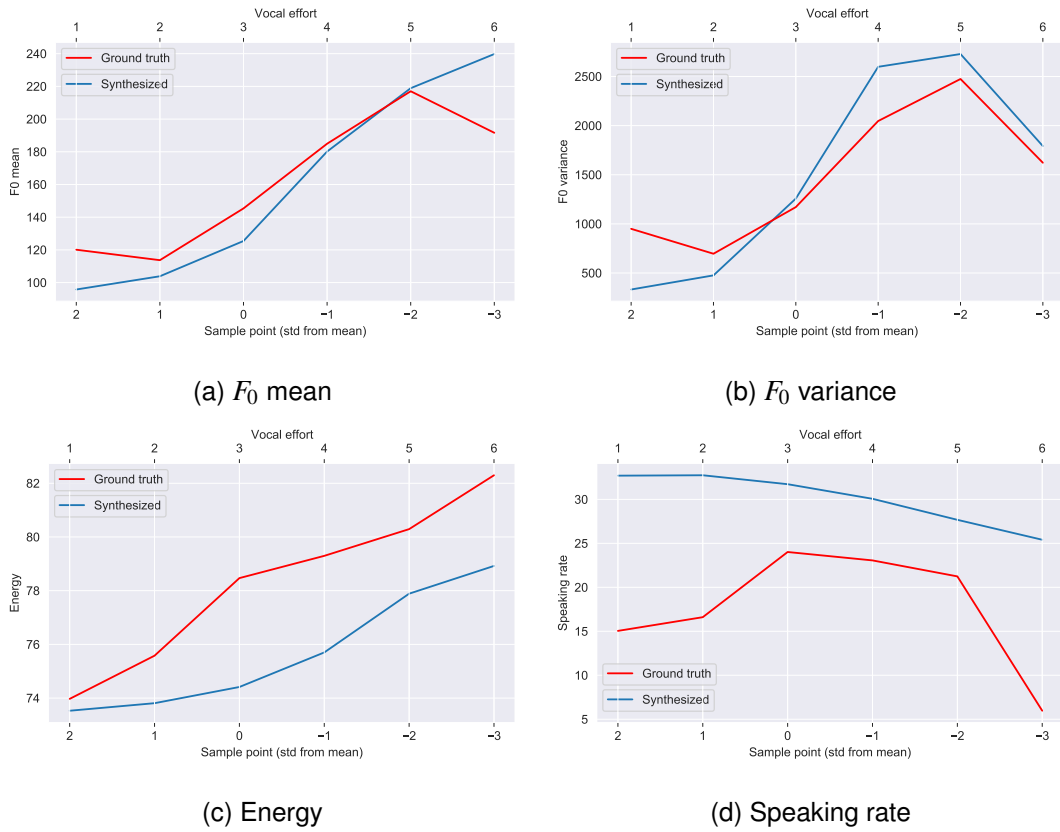 Vocal effort
1 2 3 4 5 6
Ground truth
Synthesized
F0 mean
240
220
200
180
160
140
120
100
2 1 0 −1 −2 −3
Sample point (std from mean)
(a) F0 mean
Vocal effort
1 2 3 4 5 6
Ground truth
Synthesized
F0 variance
2500
2000
1500
1000
500
2 1 0 −1 −2 −3
Sample point (std from mean)
(b) F0 variance
Vocal effort
1 2 3 4 5 6
Ground truth
Synthesized
Energy
82
80
78
76
74
2 1 0 −1 −2 −3
Sample point (std from mean)
(c) Energy
Vocal effort
1 2 3 4 5 6
Speaking rate
30
25
20
15
10
5
Ground truth
Synthesized
2 1 0 −1 −2 −3
Sample point (std from mean)
(d) Speaking rate